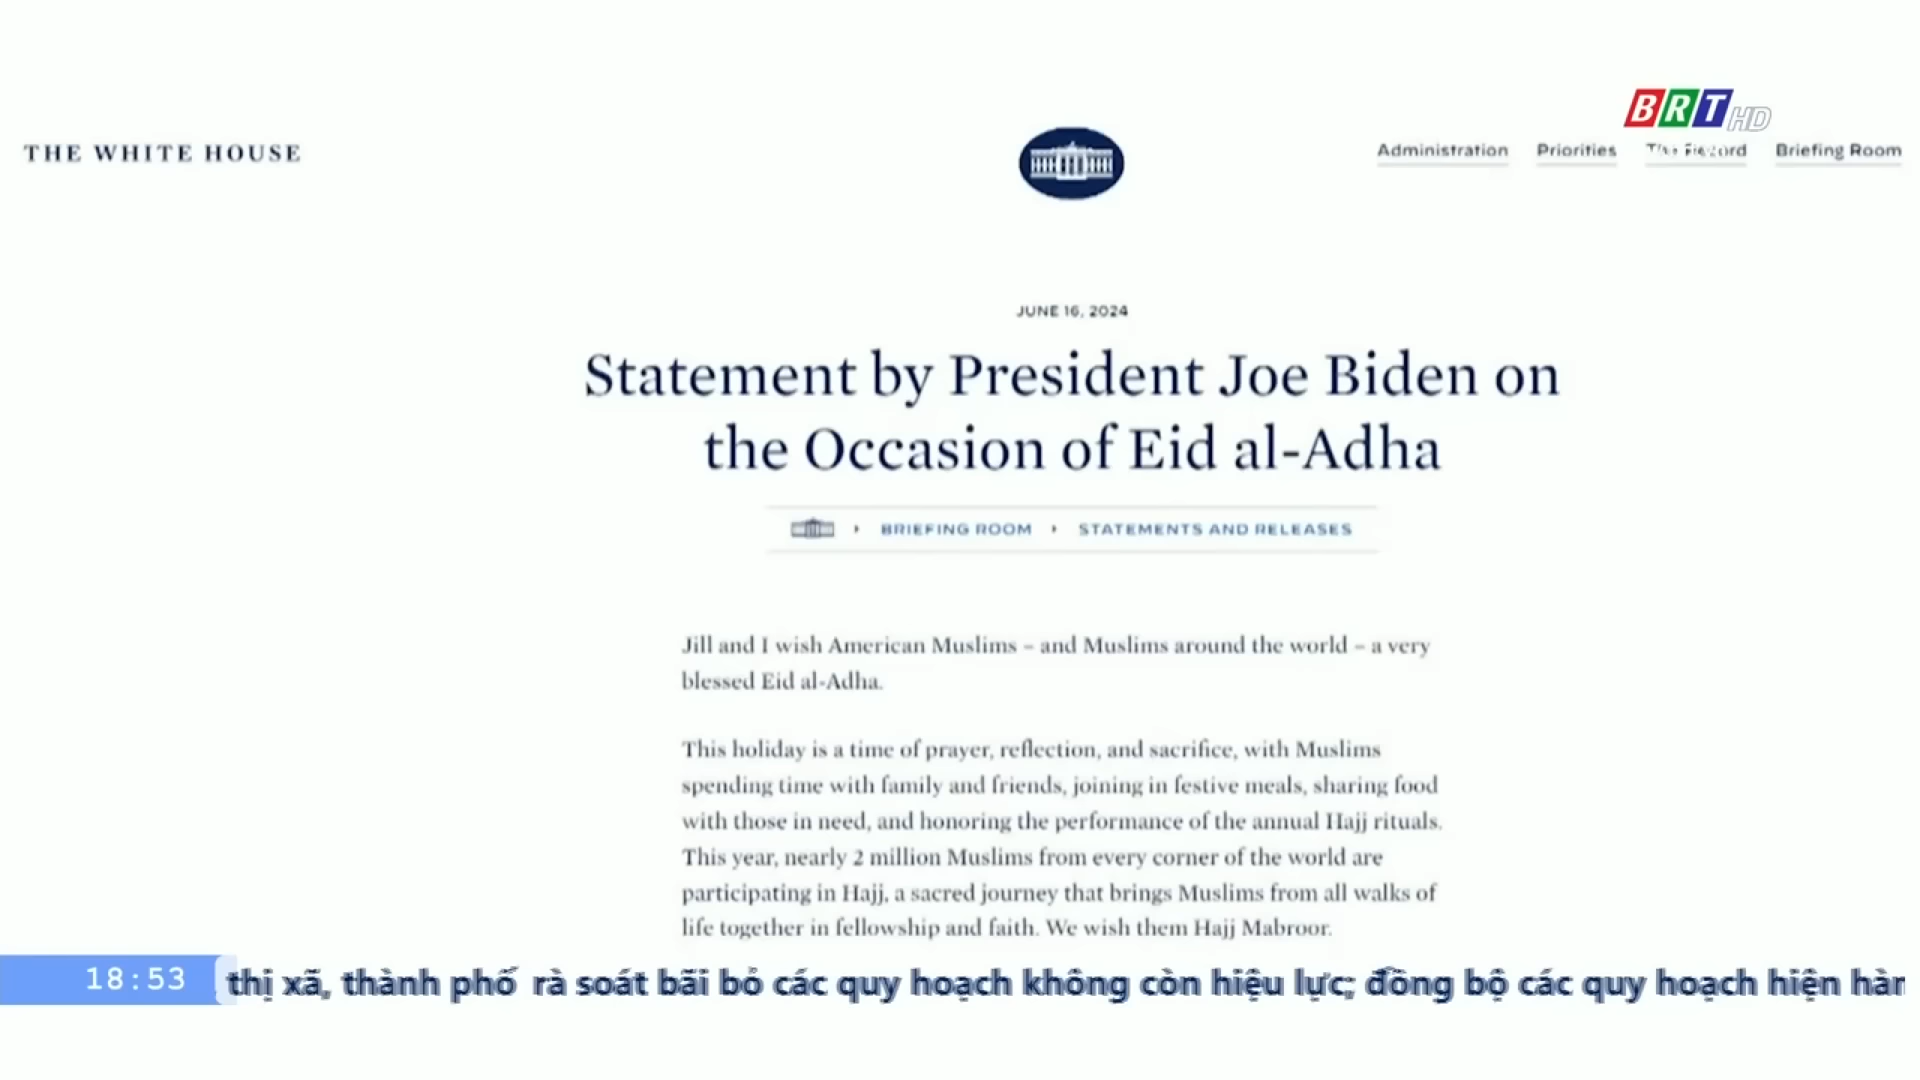 BRT HD
THE WHITE HOUSE
Administration Priorities The Record Briefing Room
JUNE 16, 2024
Statement by President Joe Biden on
the Occasion of Eid al-Adha
BRIEFING ROOM STATEMENTS AND RELEASES
Jill and I wish American Muslims – and Muslims around the world – a very
blessed Eid al-Adha.
This holiday is a time of prayer, reflection, and sacrifice, with Muslims
spending time with family and friends, joining in festive meals, sharing food
with those in need, and honoring the performance of the annual Hajj rituals.
This year, nearly 2 million Muslims from every corner of the world are
participating in Hajj, a sacred journey that brings Muslims from all walks of
life together in fellowship and faith. We wish them Hajj Mabroor.
18:53 thị xã, thành phố rà soát bãi bỏ các quy hoạch không còn hiệu lực; đồng bộ các quy hoạch hiện